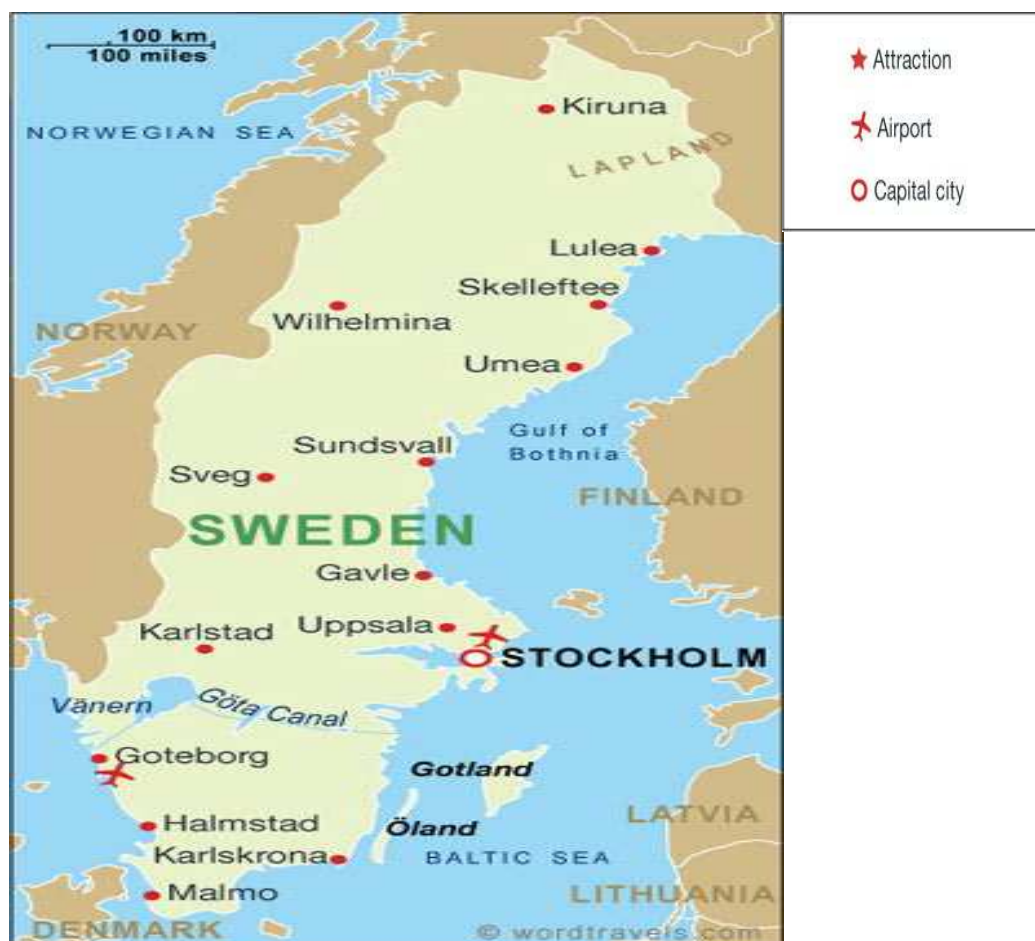 100 km
100 miles
Attraction
Airport
Capital city
NORWEGIAN SEA
Kiruna
LAPLAND
Lulea
Skelleftee
Wilhelmina
NORWAY
Umea
Gulf of
Bothnia
Sundsvall
Sveg
FINLAND
SWEDEN
Gavle
Uppsala
Karlstad
STOCKHOLM
Vänern
Göta Canal
Goteborg
Gotland
Halmstad
Öland
LATVIA
Karlskrona
BALTIC SEA
Malmo
LITHUANIA
DENMARK
© wordtravels.com